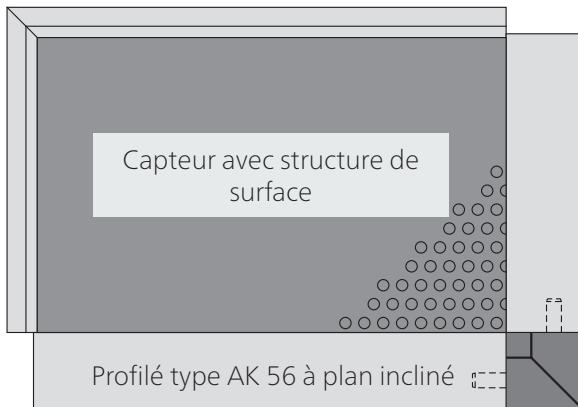 Capteur avec structure de
surface
Profilé type AK 56 à plan incliné